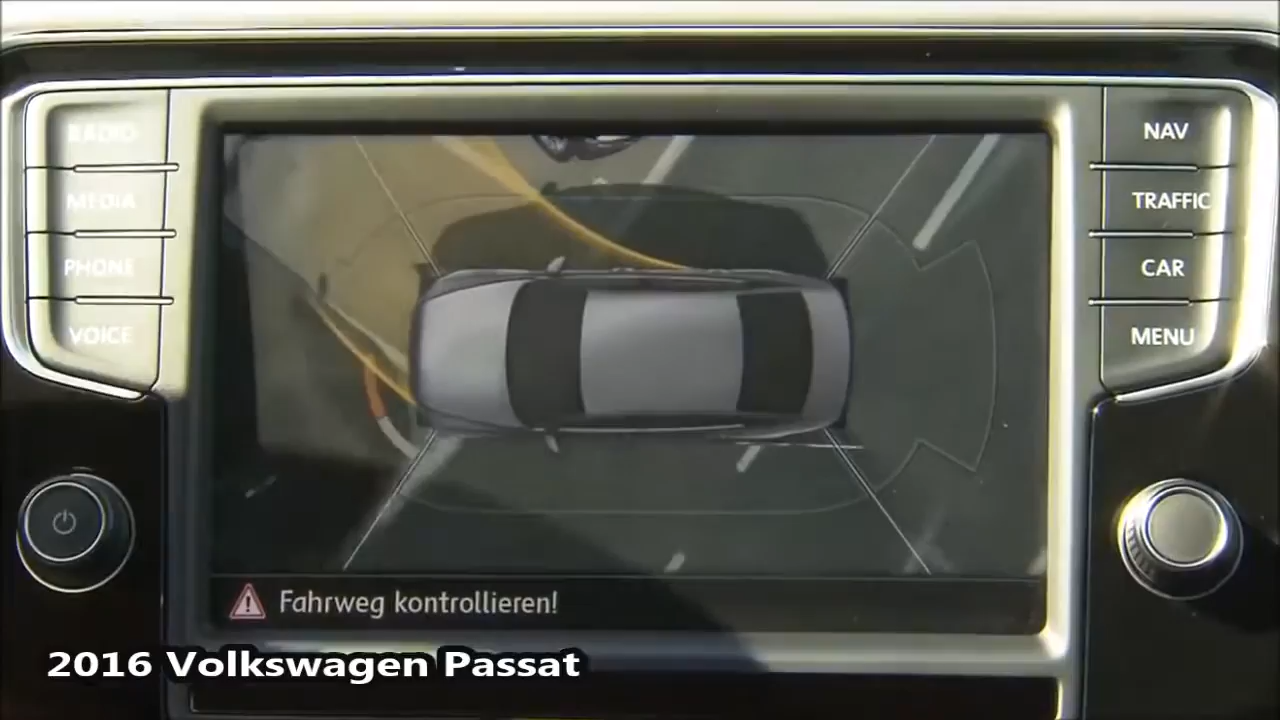 RADIO
MEDIA
PHONE
VOICE
NAV
TRAFFIC
CAR
MENU
Fahrweg kontrollieren!
2016 Volkswagen Passat